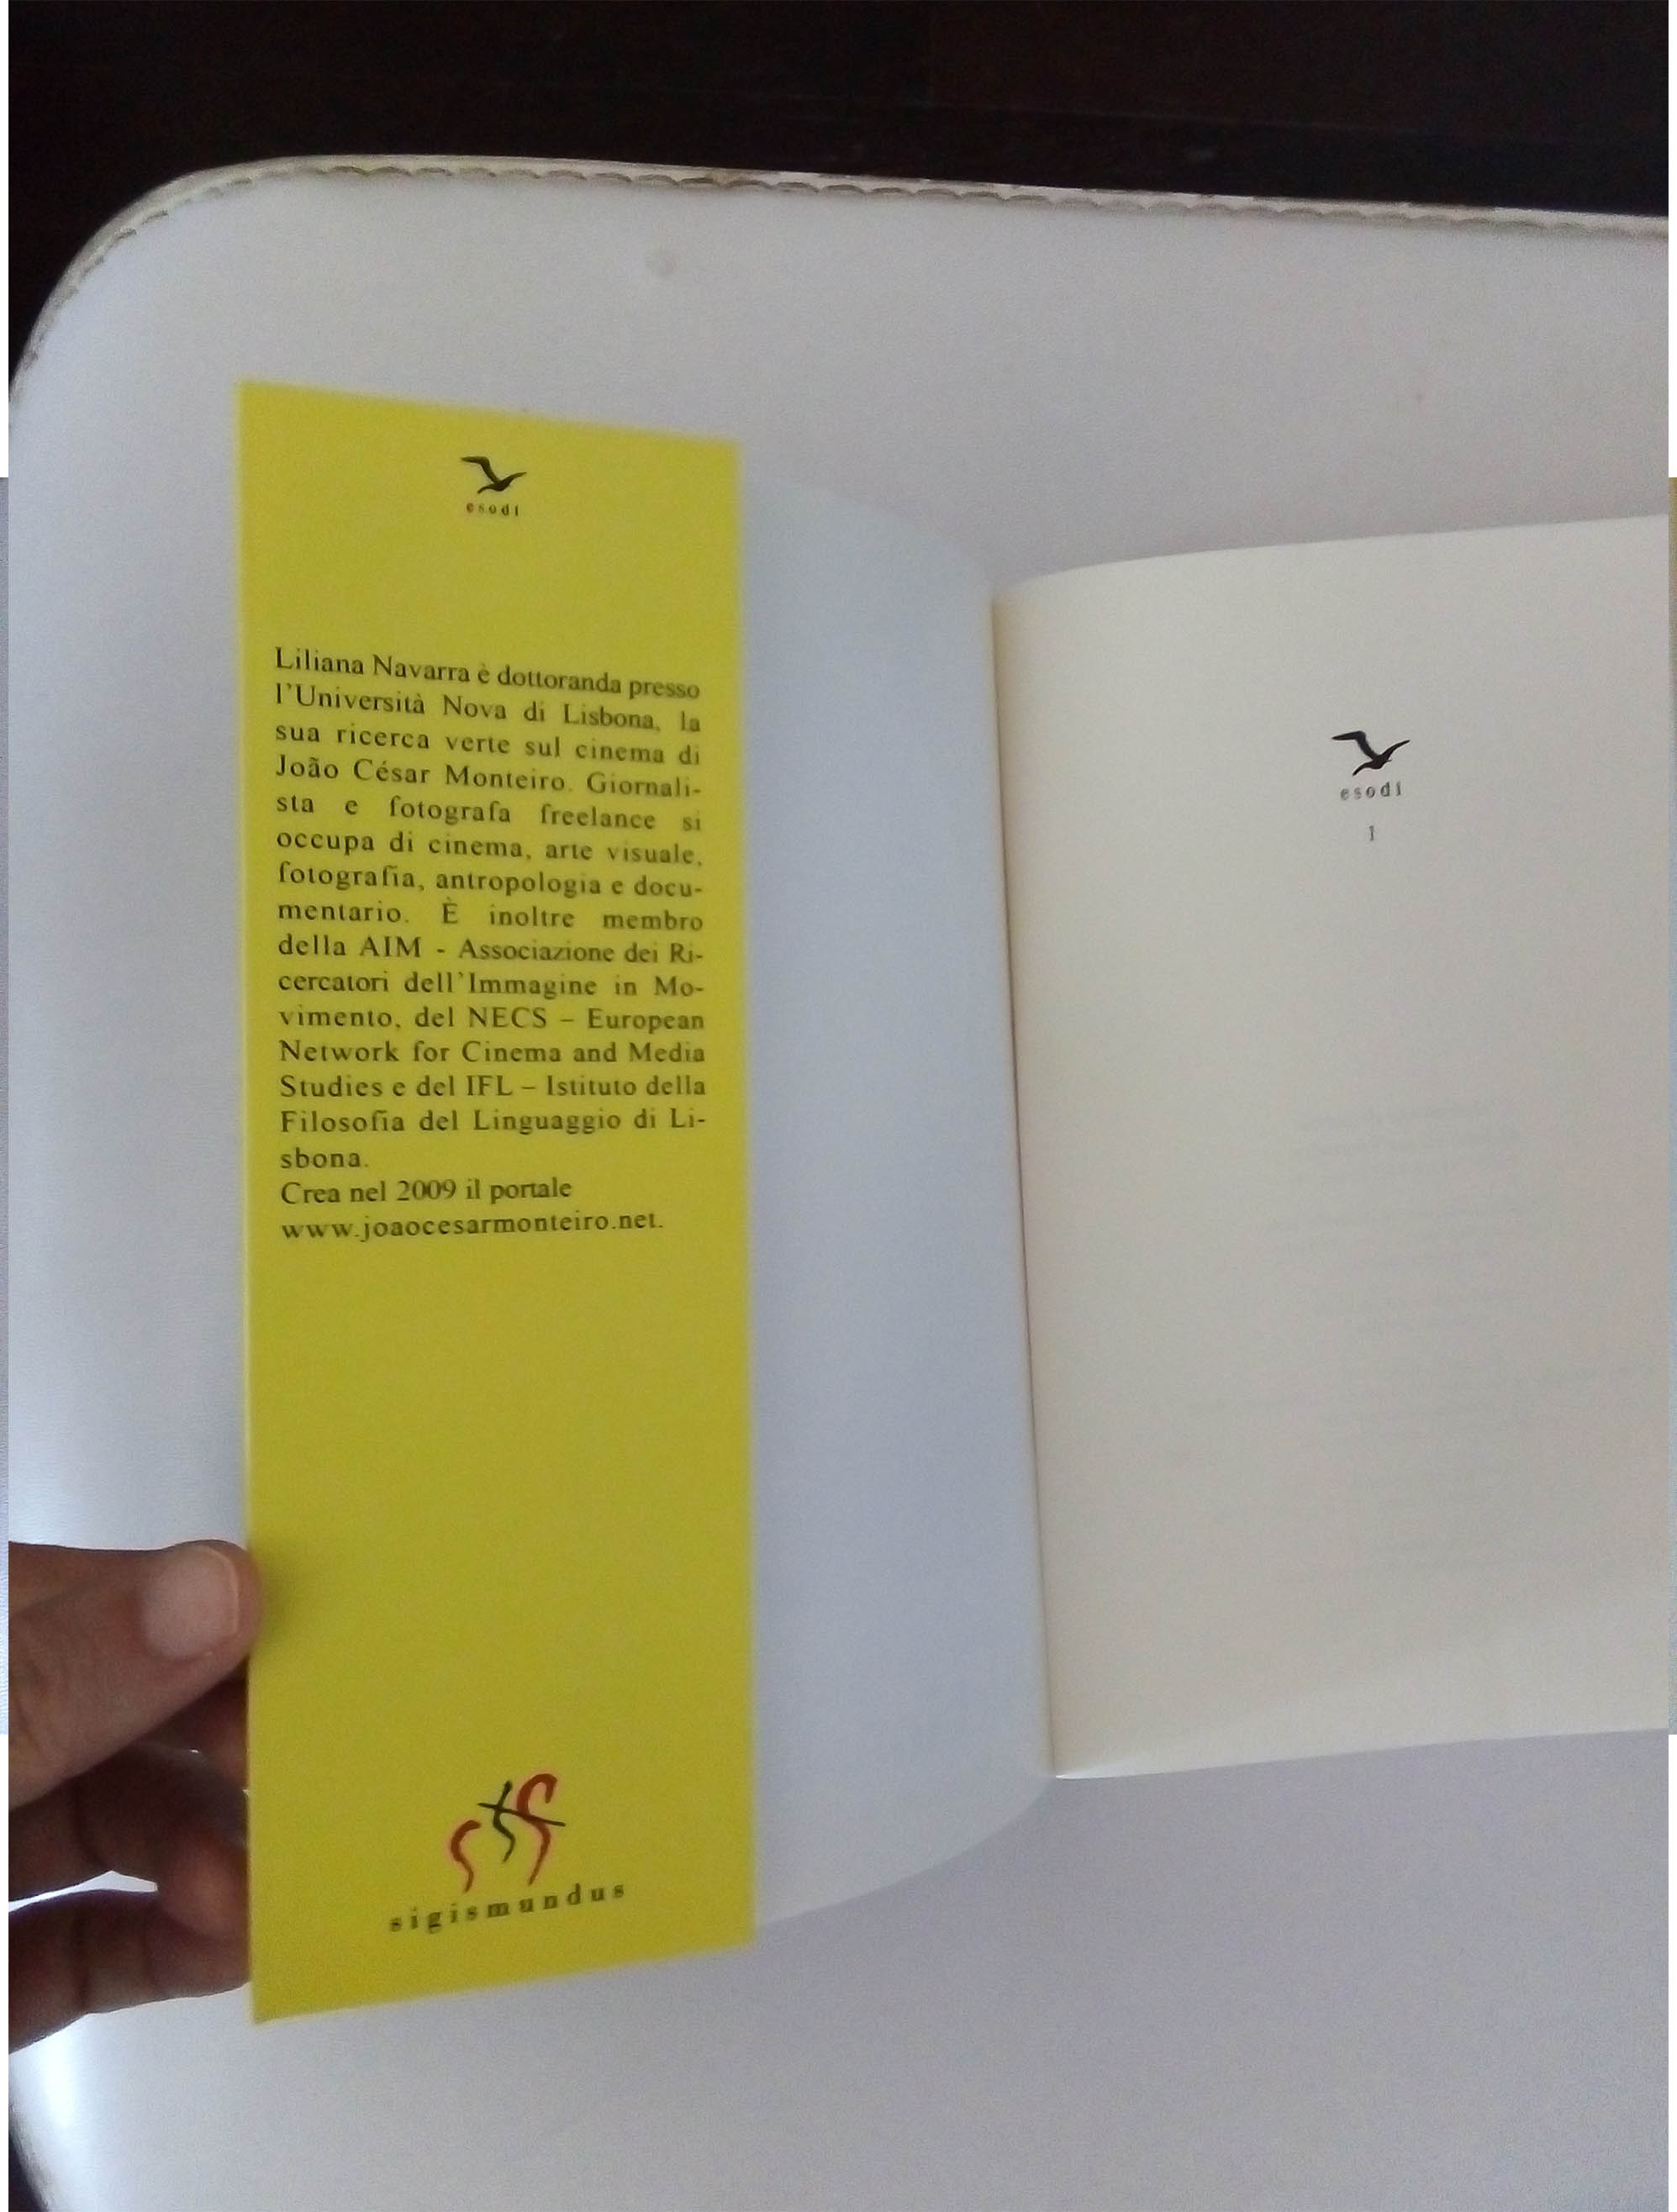 esodi
Liliana Navarra è dottoranda presso
l'Università Nova di Lisbona, la
sua ricerca verte sul cinema di
João César Monteiro. Giornali-
sta e fotografa freelance si
occupa di cinema, arte visuale,
fotografia, antropologia e docu-
mentario. È inoltre membro
della AIM - Associazione dei Ri-
cercatori dell'Immagine in Mo-
vimento, del NECS – European
Network for Cinema and Media
Studies e del IFL – Istituto della
Filosofia del Linguaggio di Li-
sbona.
Crea nel 2009 il portale
www.joaocesarmonteiro.net.
sigismundus
esodi
1